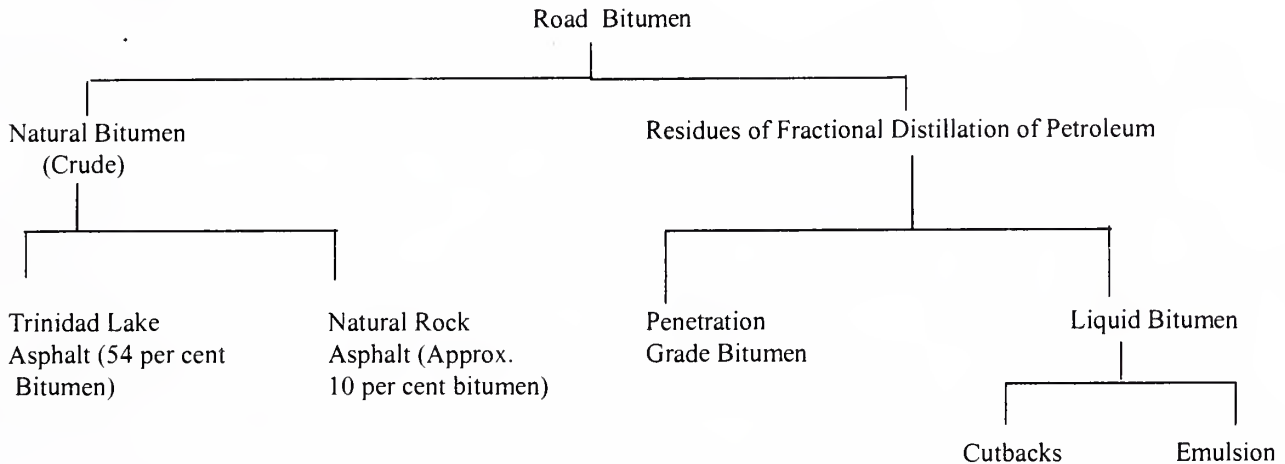 Road Bitumen
Natural Bitumen
(Crude)
Residues of Fractional Distillation of Petroleum
Trinidad Lake
Asphalt (54 per cent
Bitumen)
Natural Rock
Asphalt (Approx.
10 per cent bitumen)
Penetration
Grade Bitumen
Liquid Bitumen
Cutbacks
Emulsion